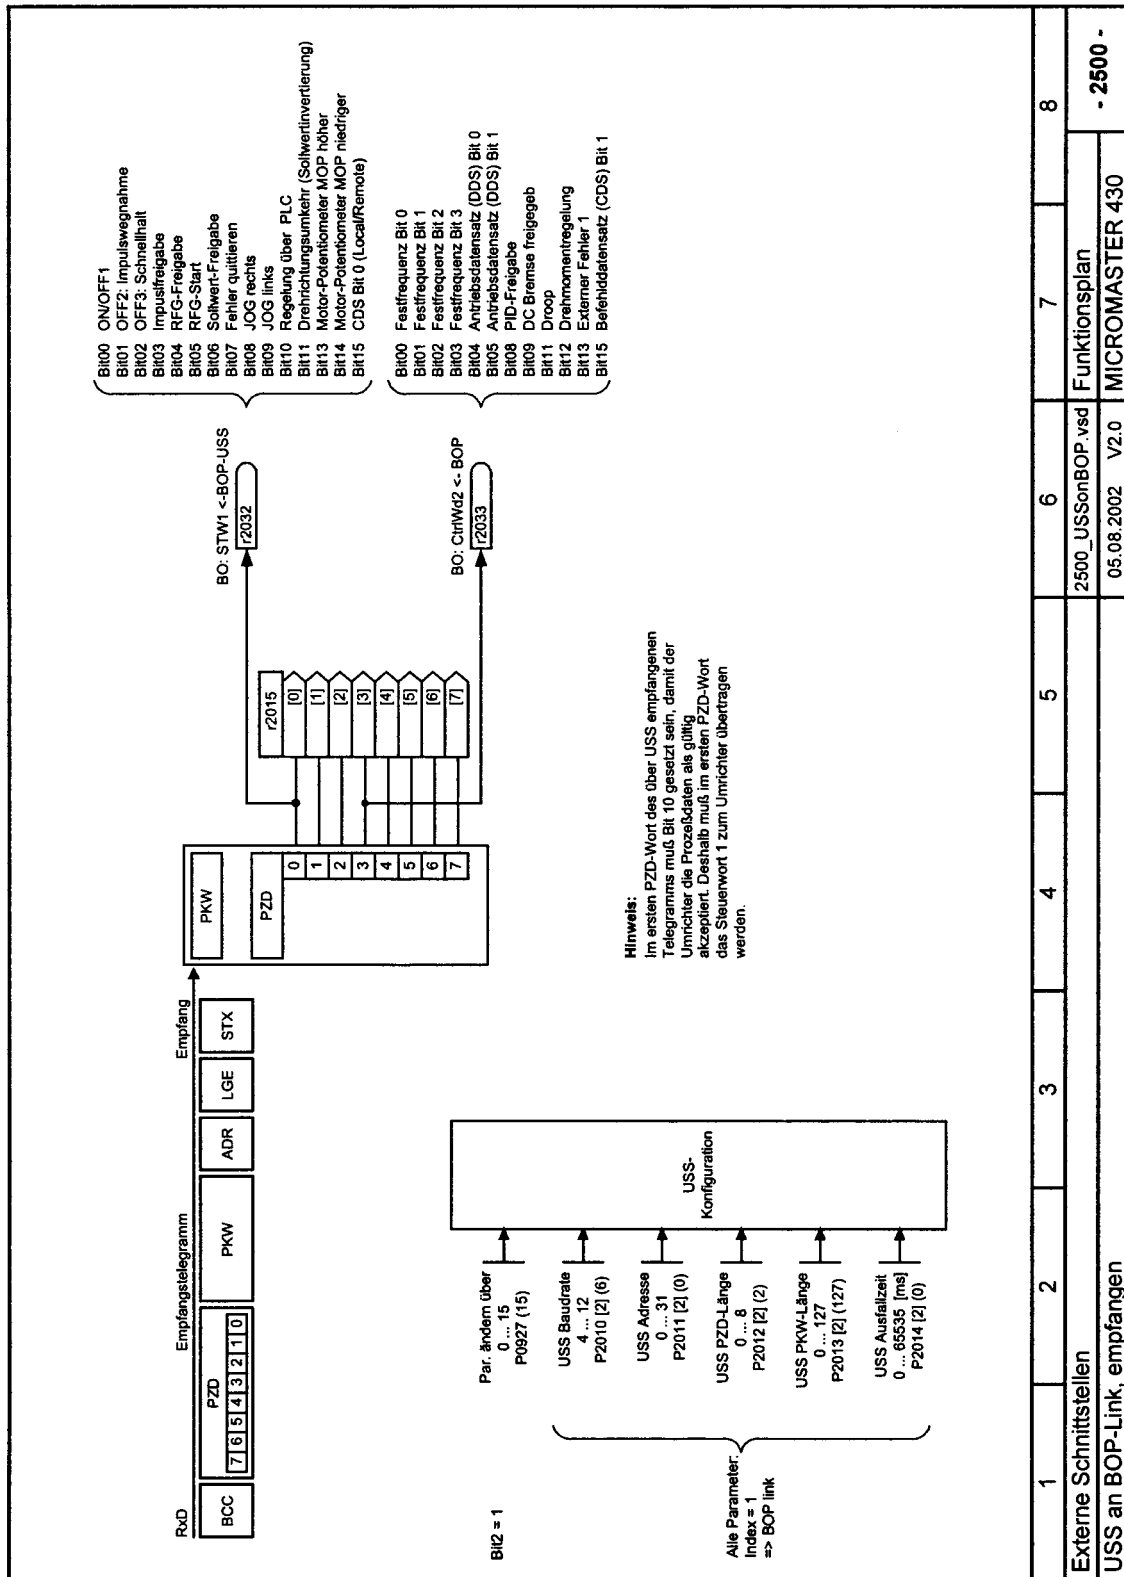 RxD
Empfangstelegramm
Empfang
BCC
PZD
7 6 5 4 3 2 1 0
PKW
ADR
LGE
STX
PKW
PZD
0
1
2
3
4
5
6
7
r2015
[0]
[1]
[2]
[3]
[4]
[5]
[6]
[7]
BO: STW1 <-BOP-USS
r2032
BO: CtrlWd2 <- BOP
r2033
Bit00 ON/OFF1
Bit01 OFF2: Impulswegnahme
Bit02 OFF3: Schnellhalt
Bit03 Impulsfreigabe
Bit04 RFG-Freigabe
Bit05 RFG-Start
Bit06 Sollwert-Freigabe
Bit07 Fehler quittieren
Bit08 JOG rechts
Bit09 JOG links
Bit10 Regelung über PLC
Bit11 Drehrichtungsumkehr (Sollwertinvertierung)
Bit13 Motor-Potentiometer MOP höher
Bit14 Motor-Potentiometer MOP niedriger
Bit15 CDS Bit 0 (Local/Remote)
Bit00 Festfrequenz Bit 0
Bit01 Festfrequenz Bit 1
Bit02 Festfrequenz Bit 2
Bit03 Festfrequenz Bit 3
Bit04 Antriebsdatensatz (DDS) Bit 0
Bit05 Antriebsdatensatz (DDS) Bit 1
Bit08 PID-Freigabe
Bit09 DC Bremse freigegeb
Bit11 Droop
Bit12 Drehmomentregelung
Bit13 Externer Fehler 1
Bit15 Befehlddatensatz (CDS) Bit 1
Bit2 = 1
Par. ändern über
0 ... 15
P0927 (15)
USS Baudrate
4 ... 12
P2010 [2] (6)
USS Adresse
0 ... 31
P2011 [2] (0)
USS PZD-Länge
0 ... 8
P2012 [2] (2)
USS PKW-Länge
0 ... 127
P2013 [2] (127)
USS Ausfallzeit
0 ... 65535 [ms]
P2014 [2] (0)
Alle Parameter:
Index = 1
=> BOP link
USS-
Konfiguration
Hinweis:
Im ersten PZD-Wort des über USS empfangenen
Telegramms muß Bit 10 gesetzt sein, damit der
Umrichter die Prozeßdaten als gültig
akzeptiert. Deshalb muß im ersten PZD-Wort
das Steuerwort 1 zum Umrichter übertragen
werden.
1 2 3 4 5 6 7 8
Externe Schnittstellen
2500_USSonBOP.vsd
Funktionsplan
- 2500 -
USS an BOP-Link, empfangen
05.08.2002 V2.0
MICROMASTER 430